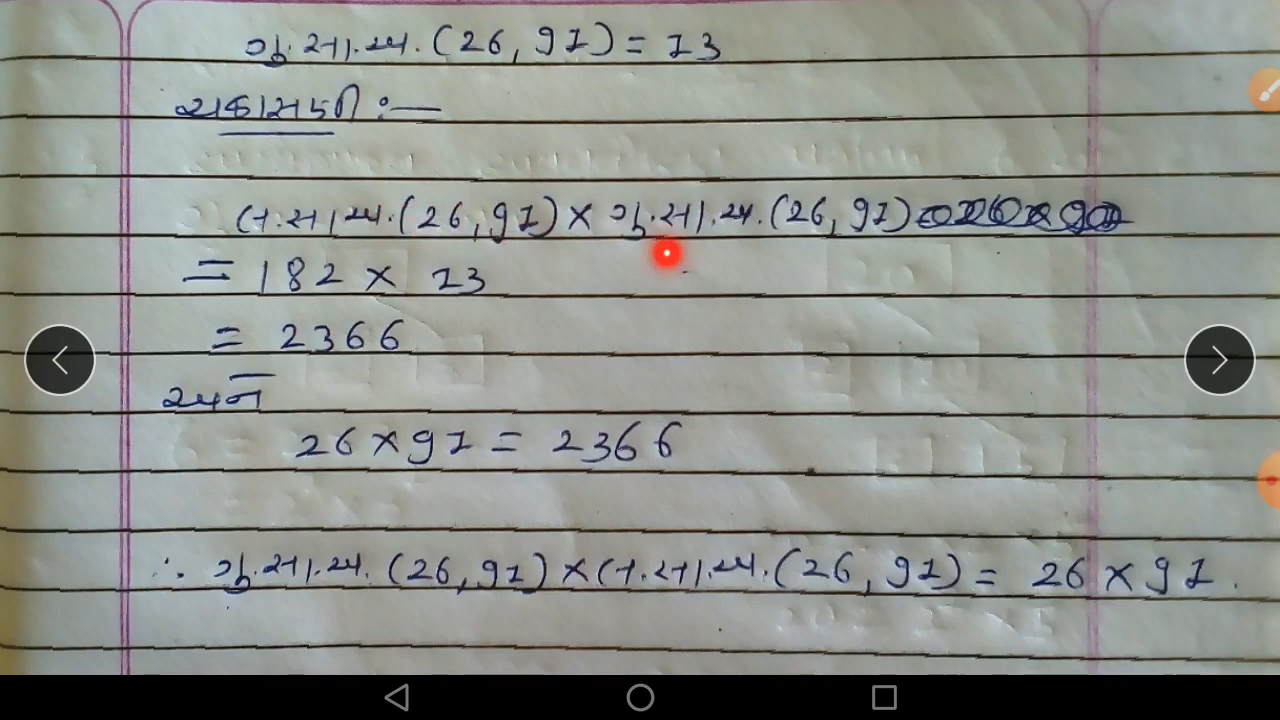 ગુ.સા.અ.(26, 91) = 13
ચકાસણી :—
લ.સા.અ.(26, 91) × ગુ.સા.અ.(26, 91)
= 182 × 13
= 2366
અને
26 × 91 = 2366
∴ ગુ.સા.અ. (26, 91) × લ.સા.અ.(26, 91) = 26 × 91.